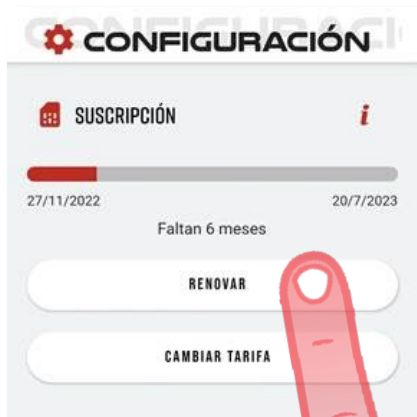 CONFIGURACIÓN
SUSCRIPCIÓN
i
27/11/2022 20/7/2023
Faltan 6 meses
RENOVAR
CAMBIAR TARIFA